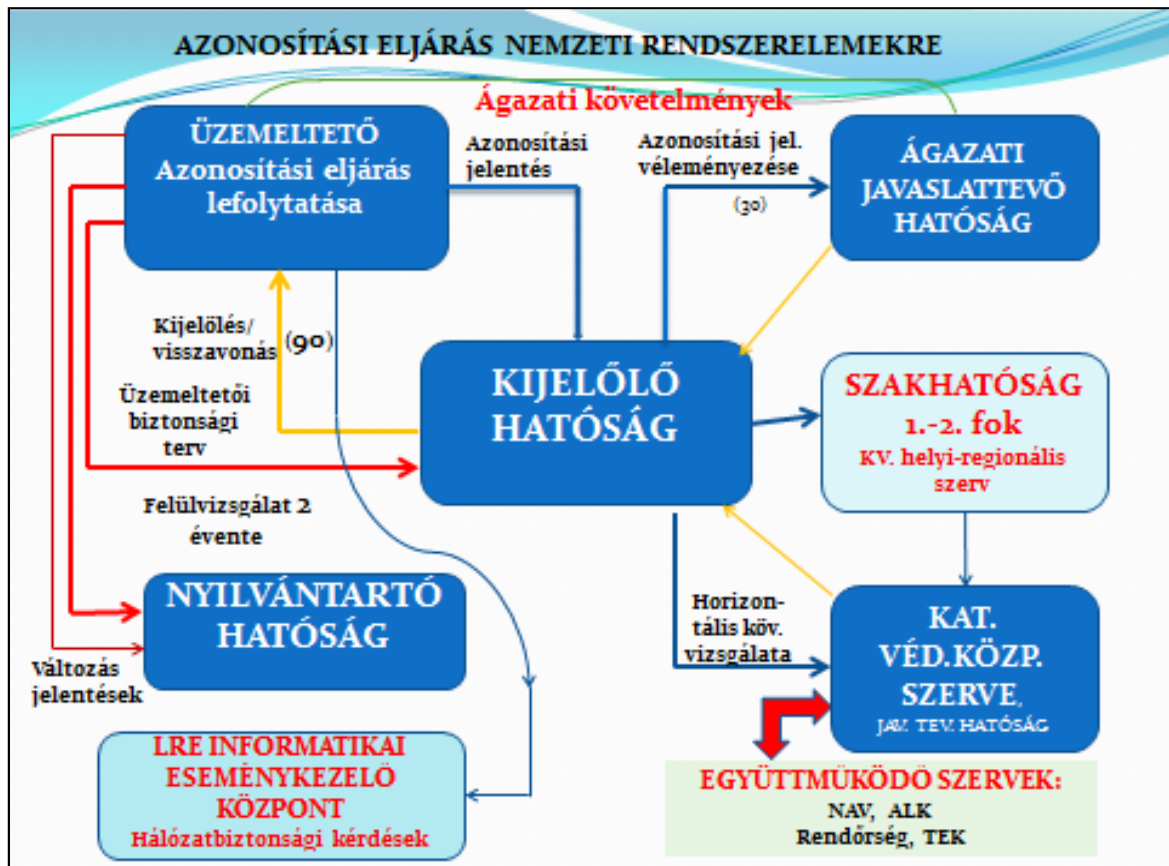 AZONOSÍTÁSI ELJÁRÁS NEMZETI RENDSZERELEMEKRE
Ágazati követelmények
ÜZEMELTETŐ
Azonosítási eljárás
lefolytatása
Azonosítási
jelentés
Azonosítási jel.
véleményezése
(30)
ÁGAZATI
JAVASLATTEVŐ
HATÓSÁG
Kijelölés/
visszavonás
(90)
Üzemeltetői
biztonsági
terv
KIJELŐLŐ
HATÓSÁG
SZAKHATÓSÁG
1.-2. fok
KV. helyi-regionális
szerv
Felülvizsgálat 2
évente
NYILVÁNTARTÓ
HATÓSÁG
Változás
jelentések
Horizon-
tális köv.
vizsgálata
KAT.
VÉD.KÖZP.
SZERVE,
JAV. TEV. HATÓSÁG
LRE INFORMATIKAI
ESEMÉNYKEZELŐ
KÖZPONT
Hálózatbiztonsági kérdések
EGYÜTTMŰKÖDŐ SZERVEK:
NAV, ALK
Rendőrség, TEK